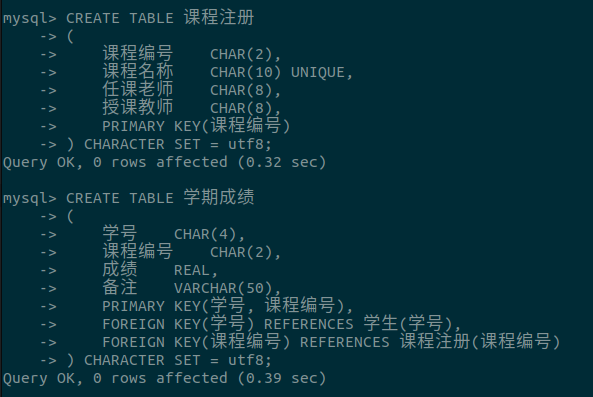 mysql> CREATE TABLE 课程注册
    -> (
    ->     课程编号    CHAR(2),
    ->     课程名称    CHAR(10) UNIQUE,
    ->     任课老师    CHAR(8),
    ->     授课教师    CHAR(8),
    ->     PRIMARY KEY(课程编号)
    -> ) CHARACTER SET = utf8;
Query OK, 0 rows affected (0.32 sec)
mysql> CREATE TABLE 学期成绩
    -> (
    ->     学号    CHAR(4),
    ->     课程编号    CHAR(2),
    ->     成绩    REAL,
    ->     备注    VARCHAR(50),
    ->     PRIMARY KEY(学号, 课程编号),
    ->     FOREIGN KEY(学号) REFERENCES 学生(学号),
    ->     FOREIGN KEY(课程编号) REFERENCES 课程注册(课程编号)
    -> ) CHARACTER SET = utf8;
Query OK, 0 rows affected (0.39 sec)